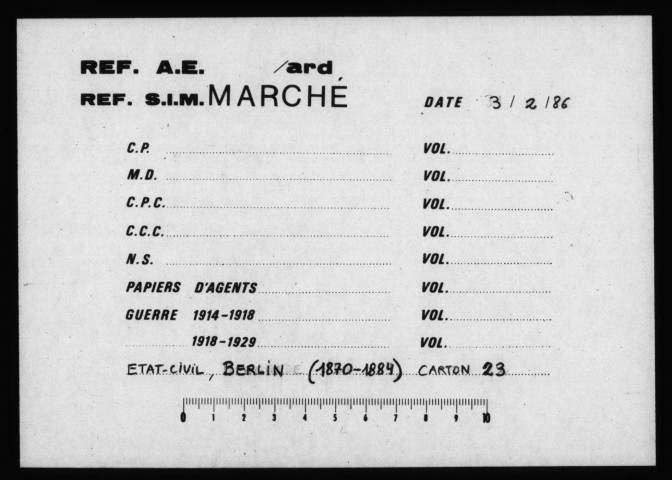 REF. A.E. /ard
REF. S.I.M. MARCHÉ DATE 3/2/86
C.P. VOL.
M.D. VOL.
C.P.C. VOL.
C.C.C. VOL.
N.S. VOL.
PAPIERS D'AGENTS VOL.
GUERRE 1914-1918 VOL.
1918-1929 VOL.
ETAT-CIVIL, BERLIN (1870-1884) CARTON 23
0 1 2 3 4 5 6 7 8 9 10